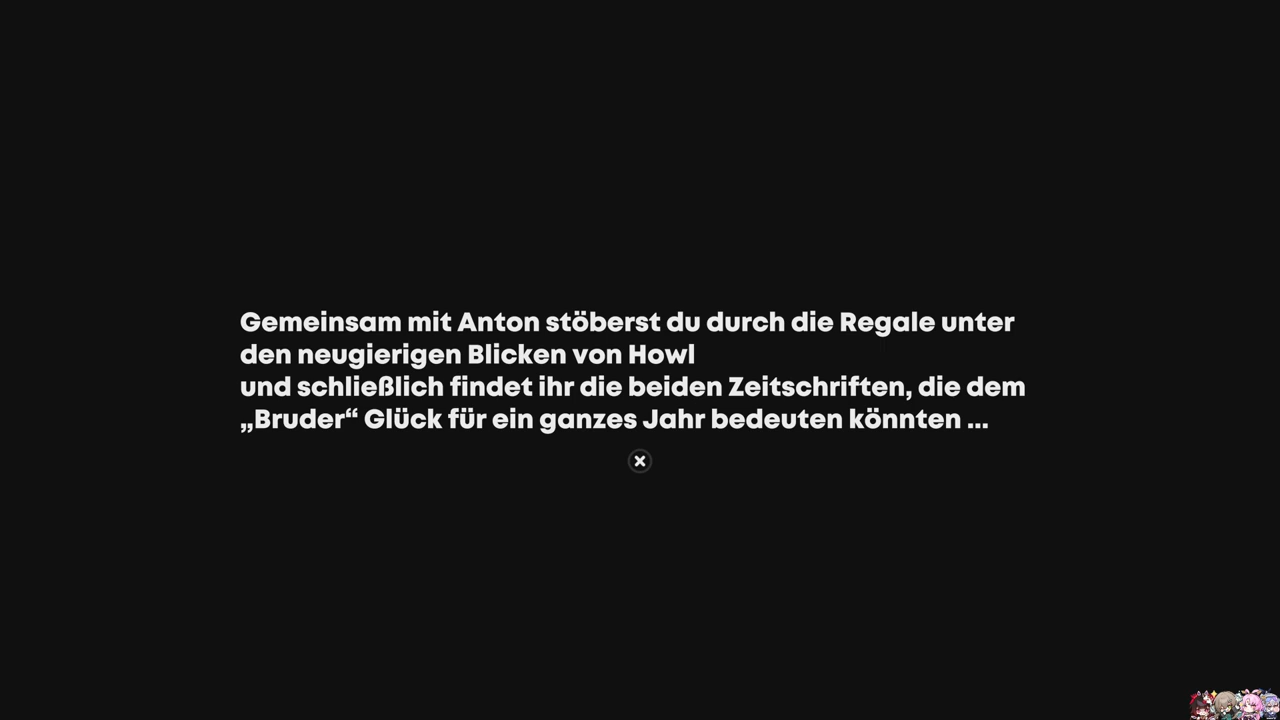 Gemeinsam mit Anton stöberst du durch die Regale unter
den neugierigen Blicken von Howl
und schließlich findet ihr die beiden Zeitschriften, die dem
„Bruder“ Glück für ein ganzes Jahr bedeuten könnten ...